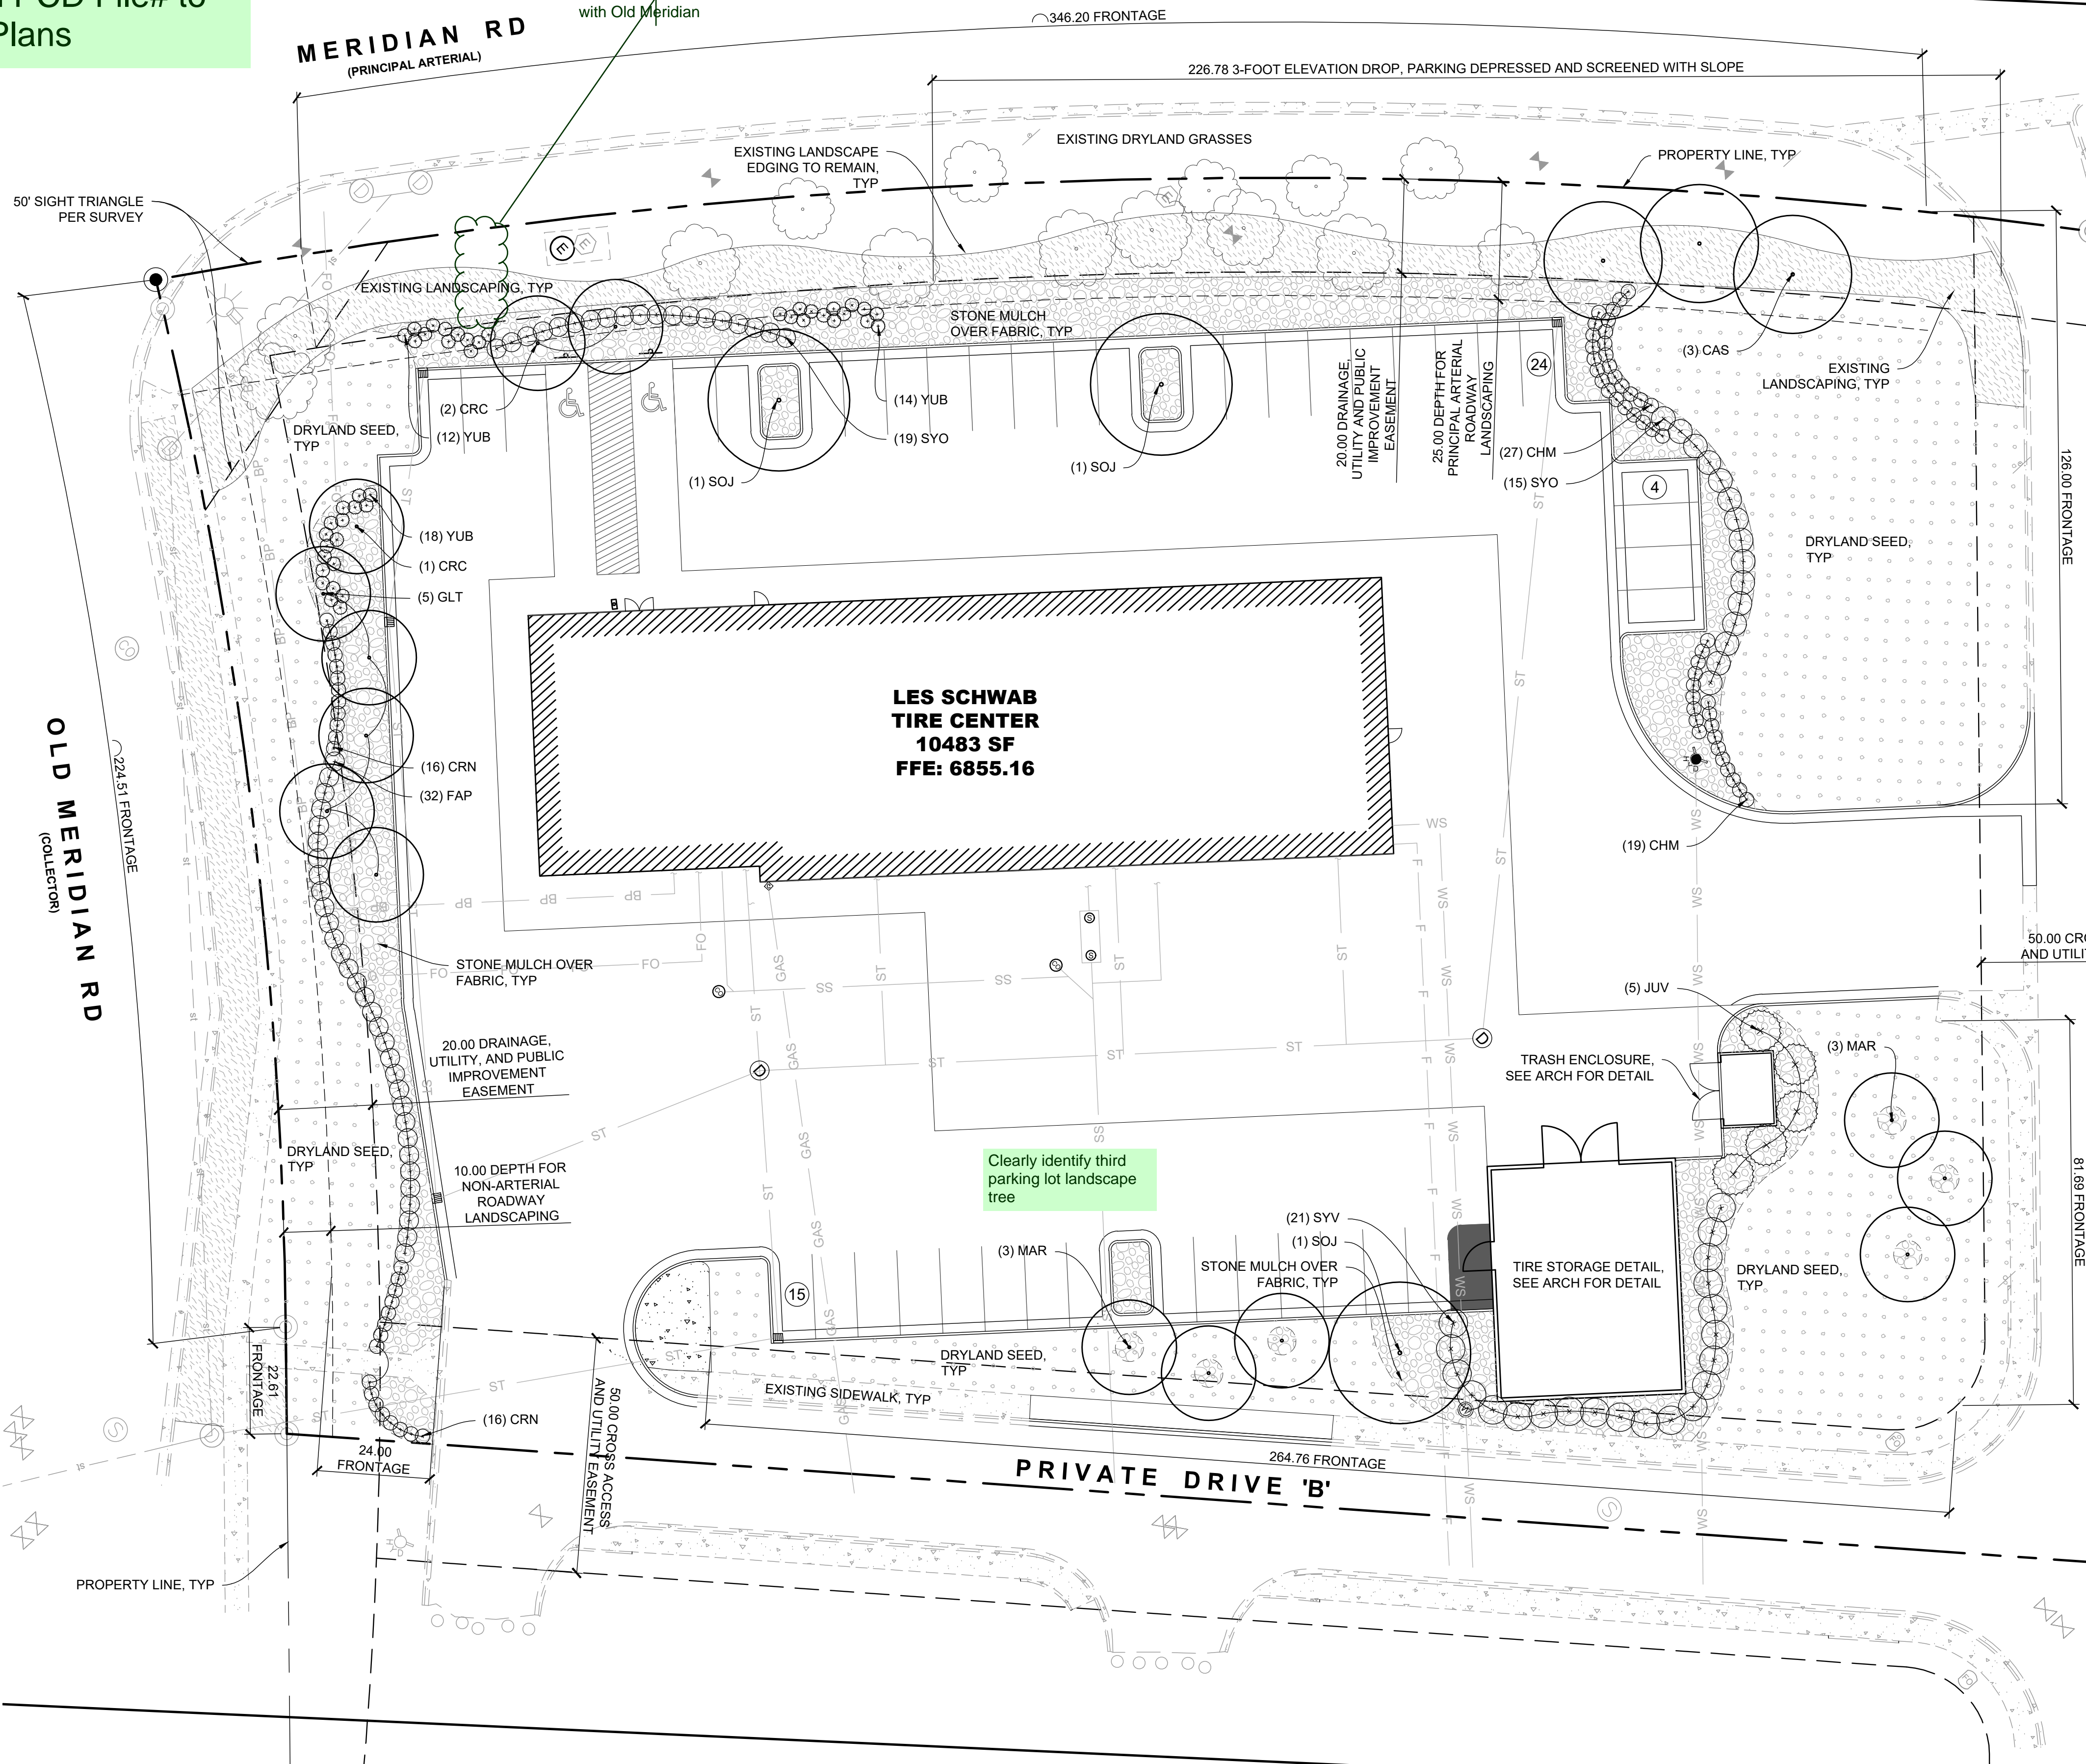 PCD File# to
Plans
with Old Meridian
MERIDIAN RD
(PRINCIPAL ARTERIAL)
346.20 FRONTAGE
226.78 3-FOOT ELEVATION DROP, PARKING DEPRESSED AND SCREENED WITH SLOPE
EXISTING DRYLAND GRASSES
EXISTING LANDSCAPE
EDGING TO REMAIN,
TYP
PROPERTY LINE, TYP
50' SIGHT TRIANGLE
PER SURVEY
EXISTING LANDSCAPING, TYP
STONE MULCH
OVER FABRIC, TYP
(3) CAS
EXISTING
LANDSCAPING, TYP
24
(2) CRC
(12) YUB
DRYLAND SEED,
TYP
(14) YUB
(19) SYO
(1) SOJ
(1) SOJ
20.00 DRAINAGE,
UTILITY AND PUBLIC
IMPROVEMENT
EASEMENT
25.00 DEPTH FOR
PRINCIPAL ARTERIAL
ROADWAY
LANDSCAPING
(27) CHM
(15) SYO
4
126.00 FRONTAGE
(18) YUB
(1) CRC
(5) GLT
DRYLAND SEED,
TYP
LES SCHWAB
TIRE CENTER
10483 SF
FFE: 6855.16
OLD MERIDIAN RD
(COLLECTOR)
224.51 FRONTAGE
(16) CRN
(32) FAP
(19) CHM
STONE MULCH OVER
FABRIC, TYP
50.00 CRO
AND UTILI
(5) JUV
(3) MAR
TRASH ENCLOSURE,
SEE ARCH FOR DETAIL
20.00 DRAINAGE,
UTILITY, AND PUBLIC
IMPROVEMENT
EASEMENT
DRYLAND SEED,
TYP
10.00 DEPTH FOR
NON-ARTERIAL
ROADWAY
LANDSCAPING
Clearly identify third
parking lot landscape
tree
81.69 FRONTAGE
(21) SYV
(1) SOJ
(3) MAR
STONE MULCH OVER
FABRIC, TYP
TIRE STORAGE DETAIL,
SEE ARCH FOR DETAIL
DRYLAND SEED,
TYP
15
DRYLAND SEED,
TYP
EXISTING SIDEWALK, TYP
22.61
FRONTAGE
(16) CRN
24.00
FRONTAGE
50.00 CROSS ACCESS
AND UTILITY EASEMENT
264.76 FRONTAGE
PRIVATE DRIVE 'B'
PROPERTY LINE, TYP